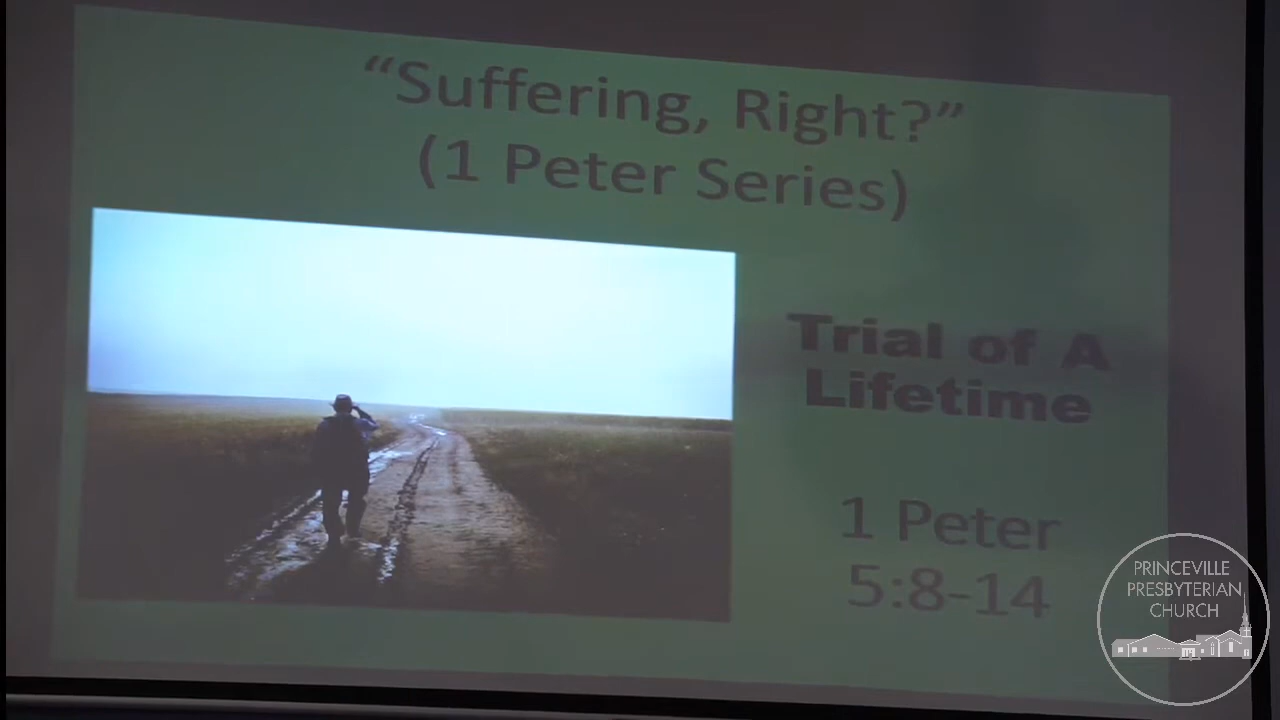 “Suffering, Right?”
(1 Peter Series)
Trial of A
Lifetime
1 Peter
5:8-14
PRINCEVILLE
PRESBYTERIAN
CHURCH